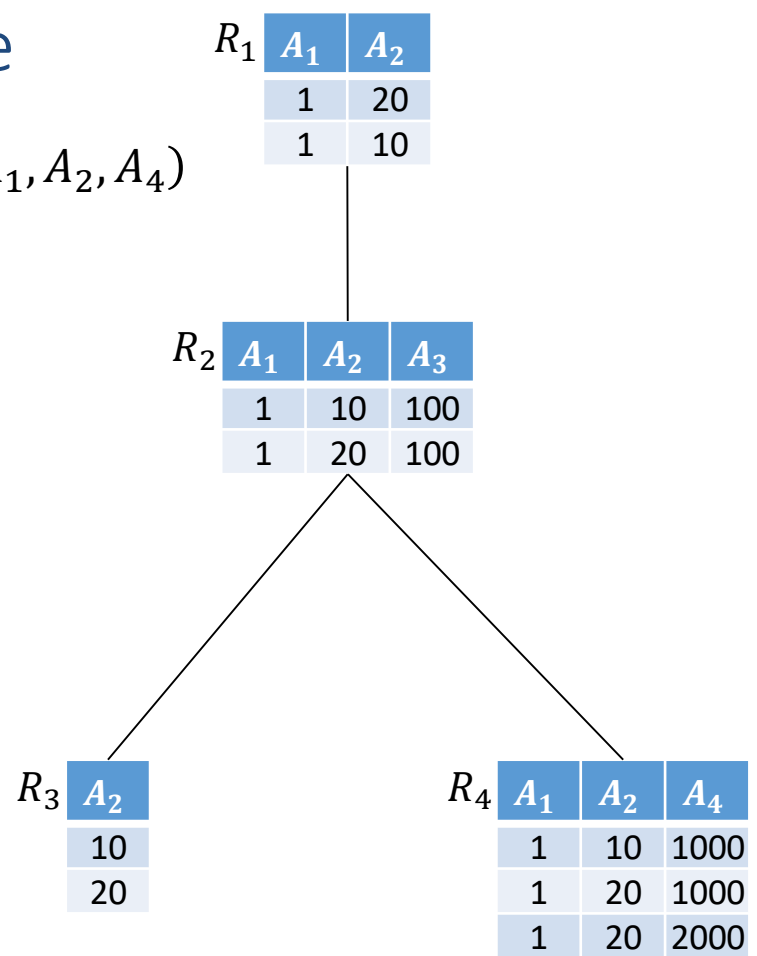 e
R₁ A₁ A₂
1 20
1 10
₁, A₂, A₄)
R₂ A₁ A₂ A₃
1 10 100
1 20 100
R₃ A₂
10
20
R₄ A₁ A₂ A₄
1 10 1000
1 20 1000
1 20 2000